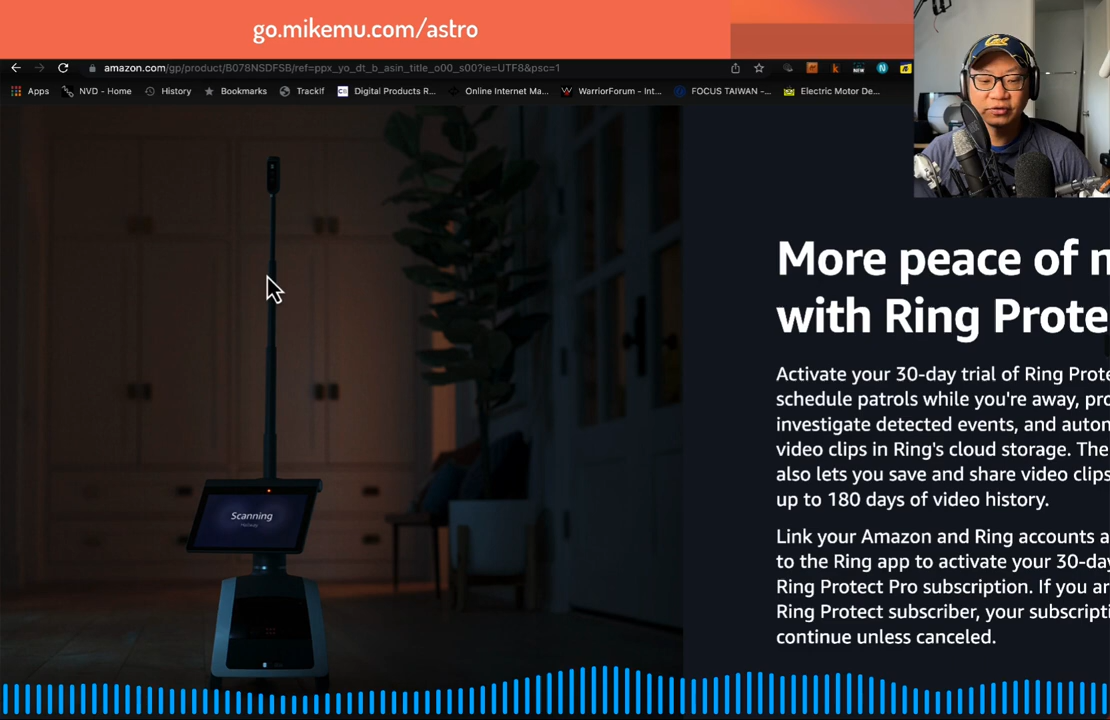 go.mikemu.com/astro
amazon.com/gp/product/B078NSDFSB/ref=ppx_yo_dt_b_asin_title_o00_s00?ie=UTF8&psc=1
Apps NVD - Home History Bookmarks TrackIf Digital Products R... Online Internet Ma... WarriorForum - Int... FOCUS TAIWAN -... Electric Motor De...
More peace of m
with Ring Prote
Activate your 30-day trial of Ring Prote
schedule patrols while you're away, pro
investigate detected events, and auton
video clips in Ring's cloud storage. The
also lets you save and share video clips
up to 180 days of video history.
Link your Amazon and Ring accounts a
to the Ring app to activate your 30-day
Ring Protect Pro subscription. If you ar
Ring Protect subscriber, your subscripti
continue unless canceled.
Scanning
Hallway